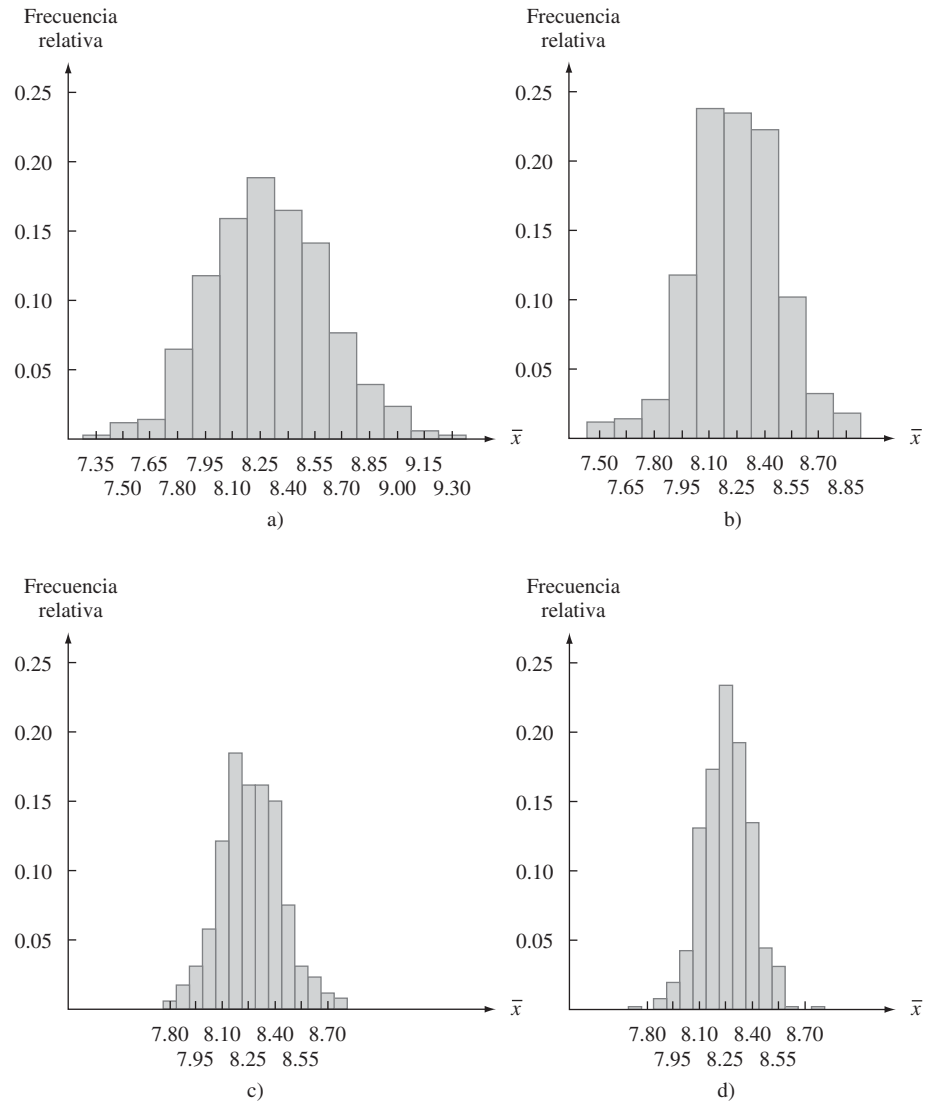 Frecuencia
relativa
0.25
0.20
0.15
0.10
0.05
x̄
7.35 7.65 7.95 8.25 8.55 8.85 9.15
7.50 7.80 8.10 8.40 8.70 9.00 9.30
a)
Frecuencia
relativa
0.25
0.20
0.15
0.10
0.05
x̄
7.50 7.80 8.10 8.40 8.70
7.65 7.95 8.25 8.55 8.85
b)
Frecuencia
relativa
0.25
0.20
0.15
0.10
0.05
x̄
7.80 8.10 8.40 8.70
7.95 8.25 8.55
c)
Frecuencia
relativa
0.25
0.20
0.15
0.10
0.05
x̄
7.80 8.10 8.40 8.70
7.95 8.25 8.55
d)